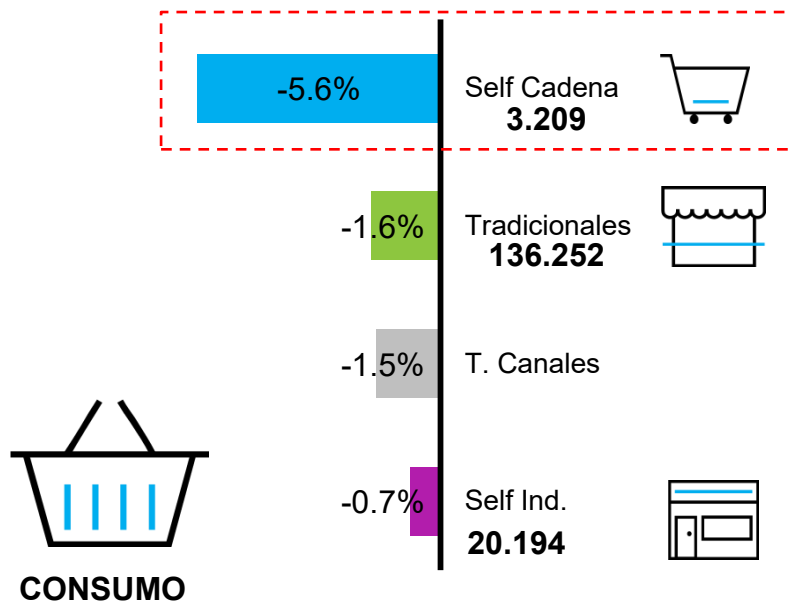 -5.6%
Self Cadena
3.209
-1.6%
Tradicionales
136.252
-1.5%
T. Canales
-0.7%
Self Ind.
20.194
CONSUMO